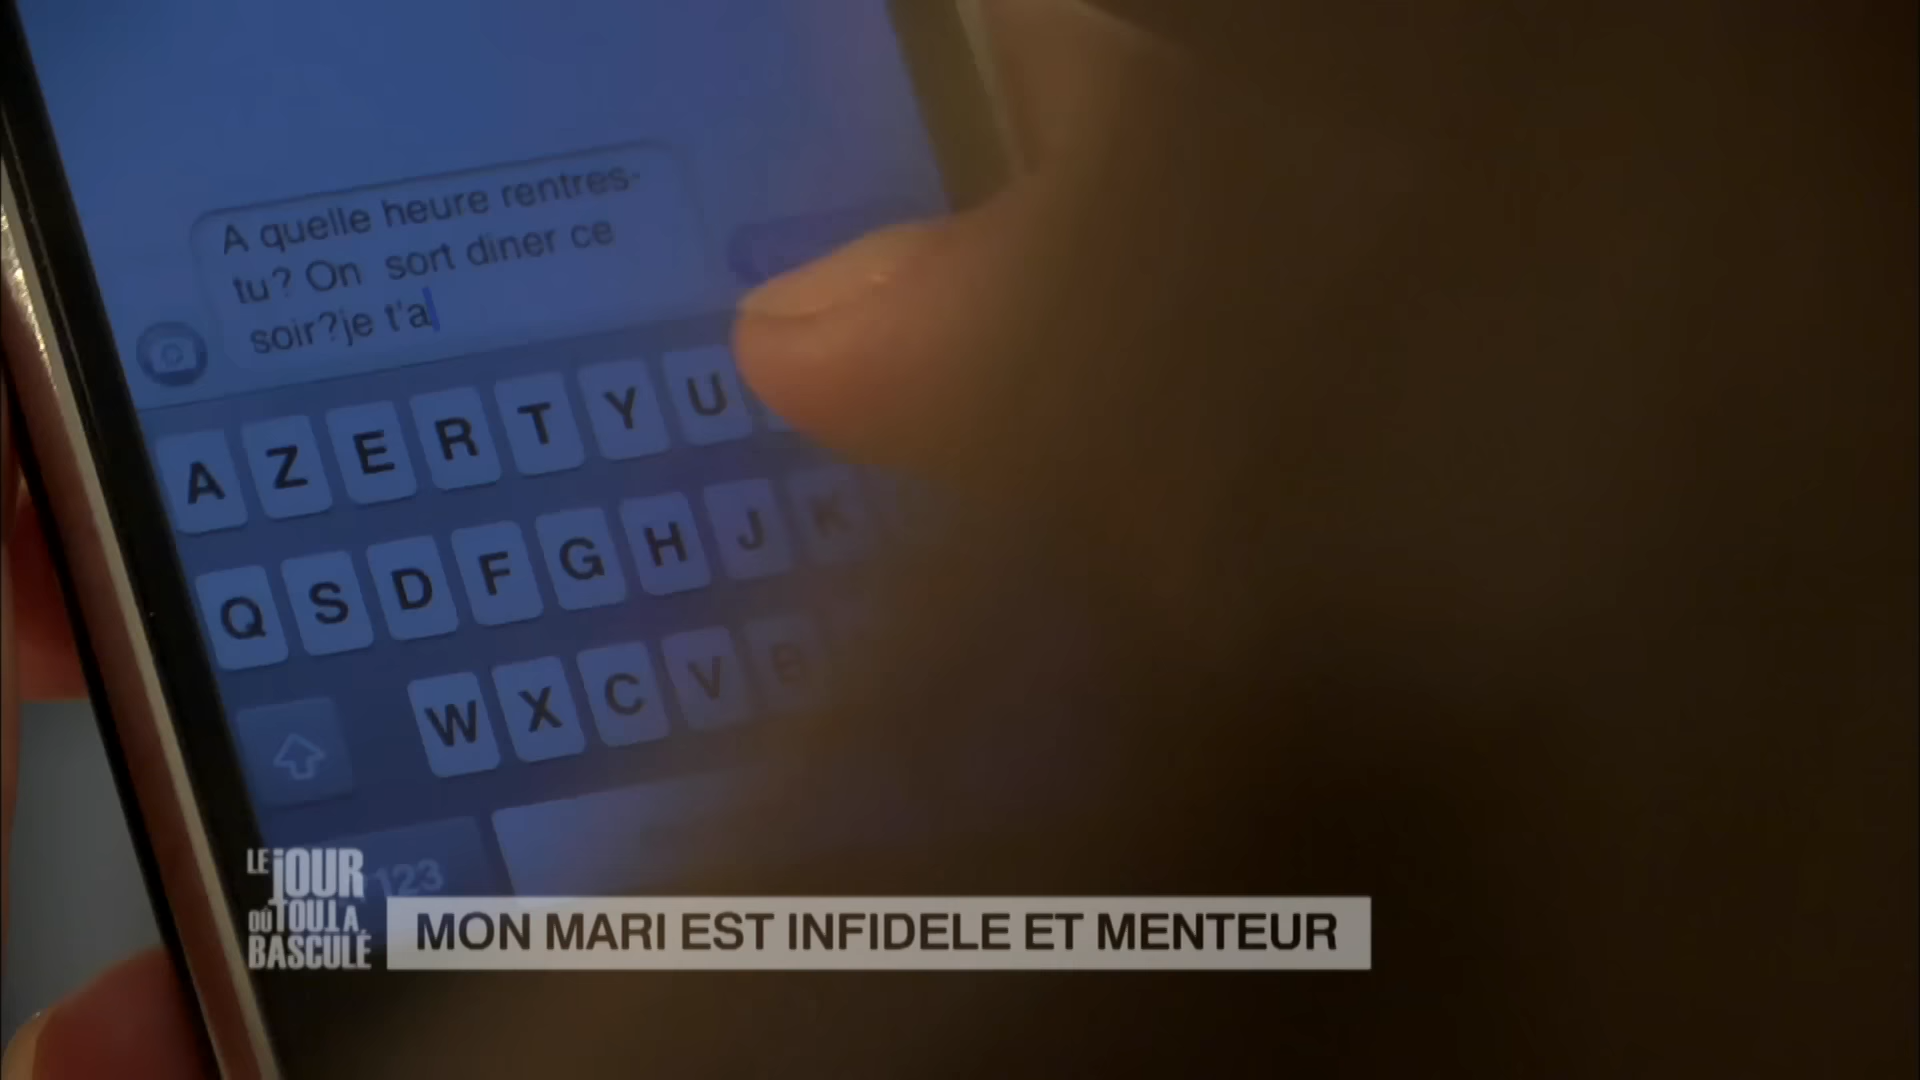 A quelle heure rentres-
tu? On  sort diner ce
soir?je t'a
A Z E R T Y U
Q S D F G H J K
W X C V B
123
LE JOUR
OÙ TOUT A
BASCULÉ
MON MARI EST INFIDELE ET MENTEUR